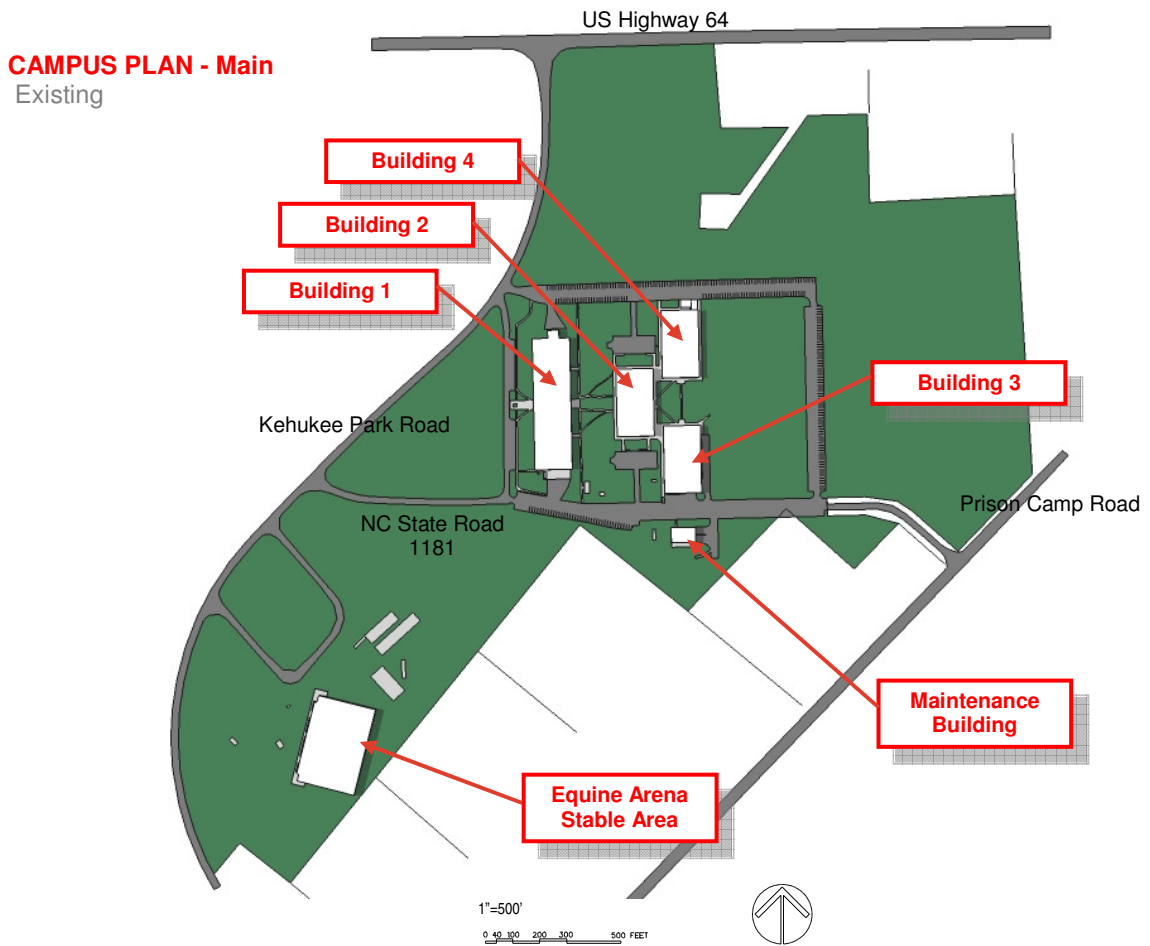 US Highway 64
CAMPUS PLAN - Main
Existing
Building 4
Building 2
Building 1
Building 3
Kehukee Park Road
Prison Camp Road
NC State Road
1181
Maintenance
Building
Equine Arena
Stable Area
1"=500'
0 40 100 200 300 500 FEET